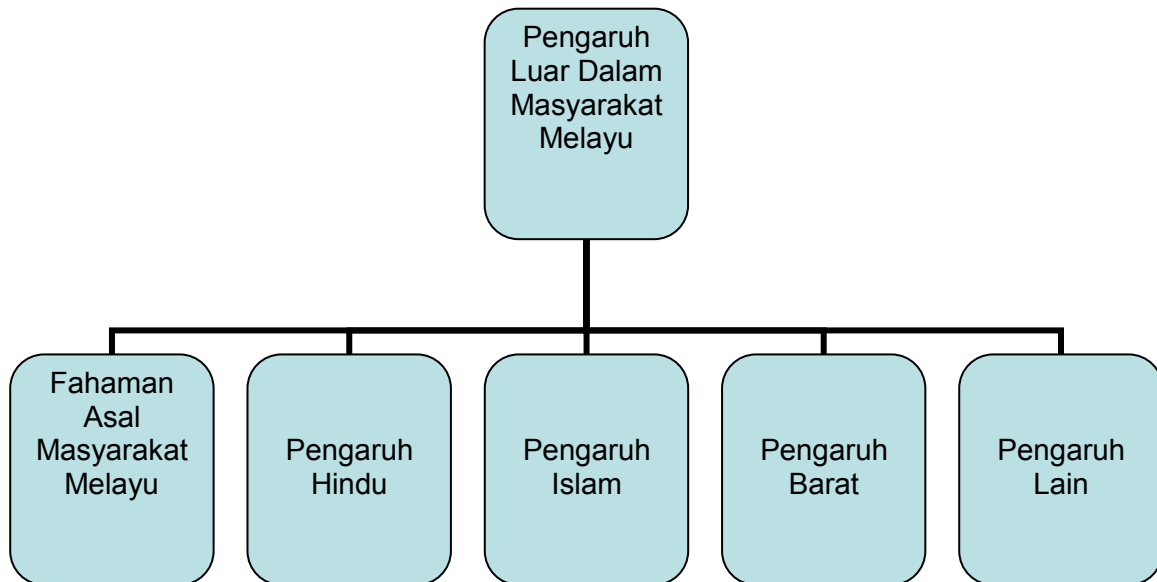 Pengaruh
Luar Dalam
Masyarakat
Melayu
Fahaman
Asal
Masyarakat
Melayu
Pengaruh
Hindu
Pengaruh
Islam
Pengaruh
Barat
Pengaruh
Lain